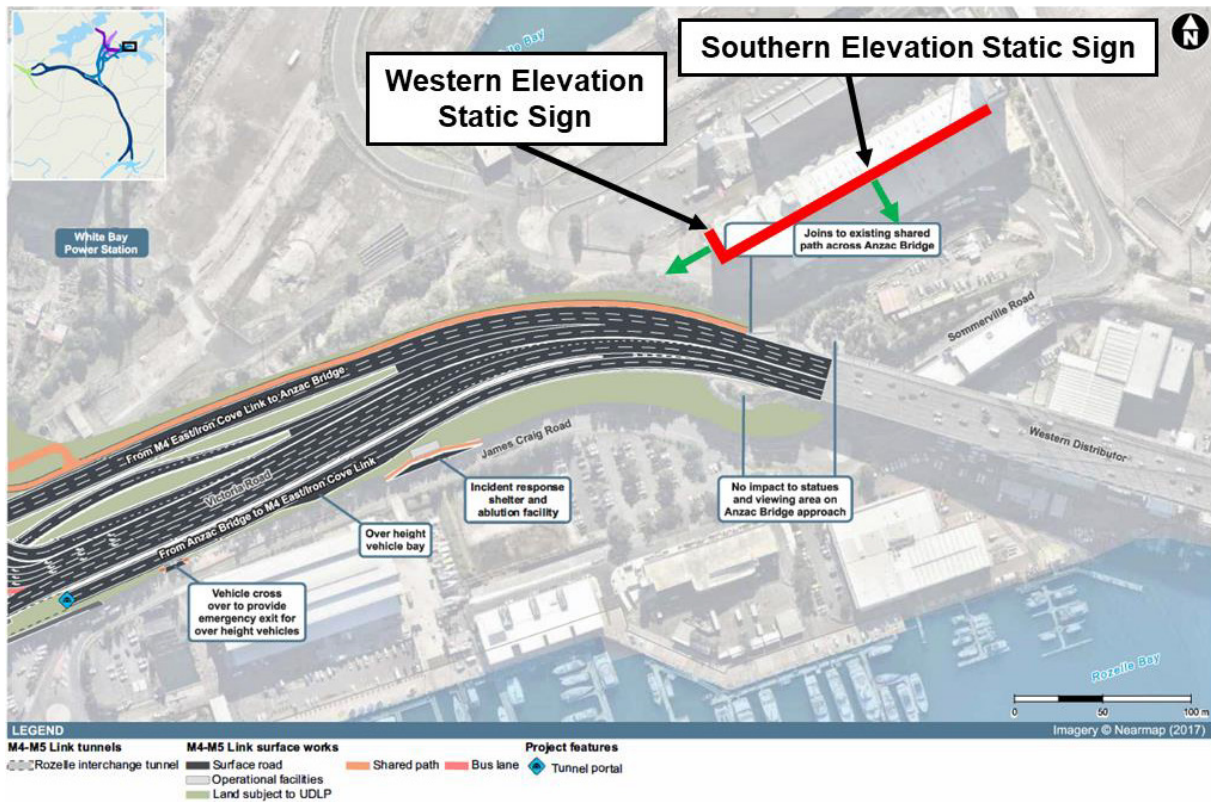 Southern Elevation Static Sign
Western Elevation
Static Sign
N
White Bay
Power Station
Joins to existing shared
path across Anzac Bridge
Sommerville Road
From M4 East/Iron Cove Link to Anzac Bridge
Victoria Road
From Anzac Bridge to M4 East/Iron Cove Link
James Craig Road
Western Distributor
Incident response
shelter and
ablution facility
No impact to statues
and viewing area on
Anzac Bridge approach
Over height
vehicle bay
Vehicle cross
over to provide
emergency exit for
over height vehicles
Rozelle Bay
0 50 100 m
LEGEND
Imagery © Nearmap (2017)
M4-M5 Link tunnels
Rozelle interchange tunnel
M4-M5 Link surface works
Surface road
Operational facilities
Land subject to UDLP
Shared path
Bus lane
Project features
Tunnel portal